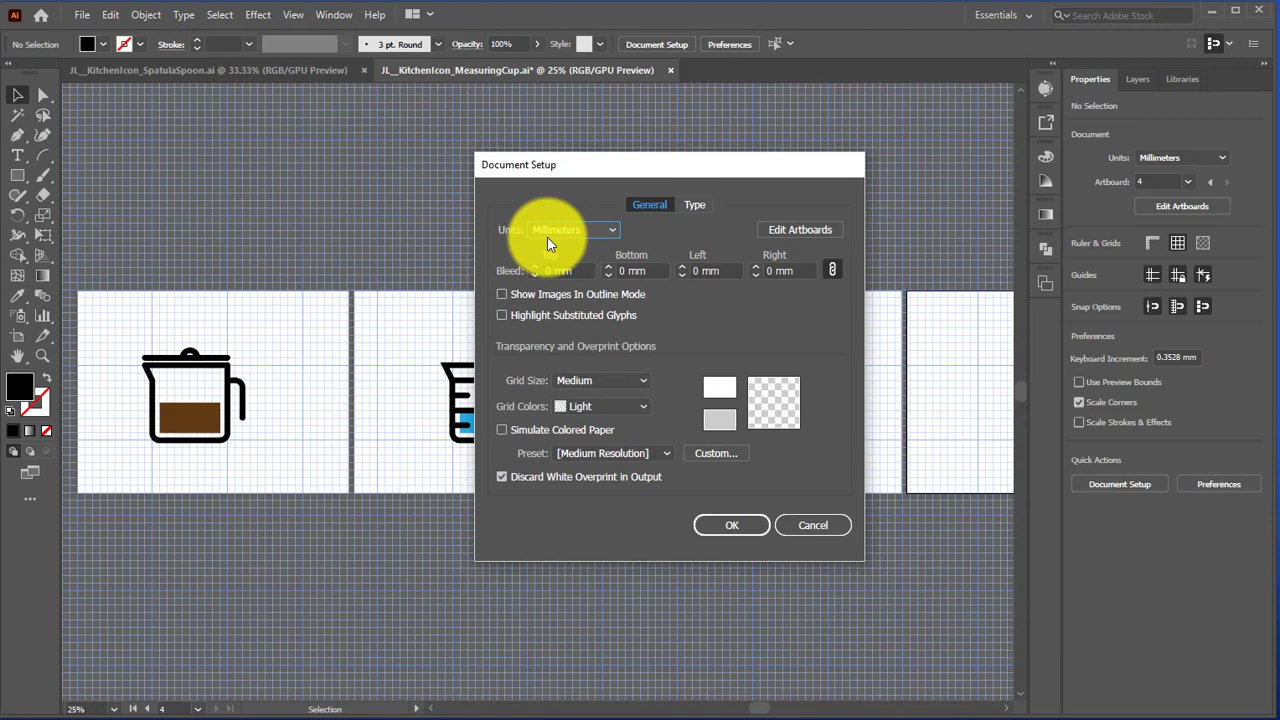 Ai File Edit Object Type Select Effect View Window Help Essentials Search Adobe Stock
No Selection Stroke: 3 pt. Round Opacity: 100% Style: Document Setup Preferences
JL__KitchenIcon_SpatulaSpoon.ai @ 33.33% (RGB/GPU Preview) × JL__KitchenIcon_MeasuringCup.ai* @ 25% (RGB/GPU Preview) ×
Properties Layers Libraries
No Selection
Document
Units: Millimeters
Artboard: 4
Edit Artboards
Ruler & Grids
Guides
Snap Options
Preferences
Keyboard Increment: 0.3528 mm
Use Preview Bounds
Scale Corners
Scale Strokes & Effects
Quick Actions
Document Setup Preferences
Document Setup
General Type
Units: Millimeters Edit Artboards
Top Bottom Left Right
Bleed: 0 mm 0 mm 0 mm 0 mm
Show Images In Outline Mode
Highlight Substituted Glyphs
Transparency and Overprint Options
Grid Size: Medium
Grid Colors: Light
Simulate Colored Paper
Preset: [Medium Resolution] Custom...
Discard White Overprint in Output
OK Cancel
25% 4 Selection